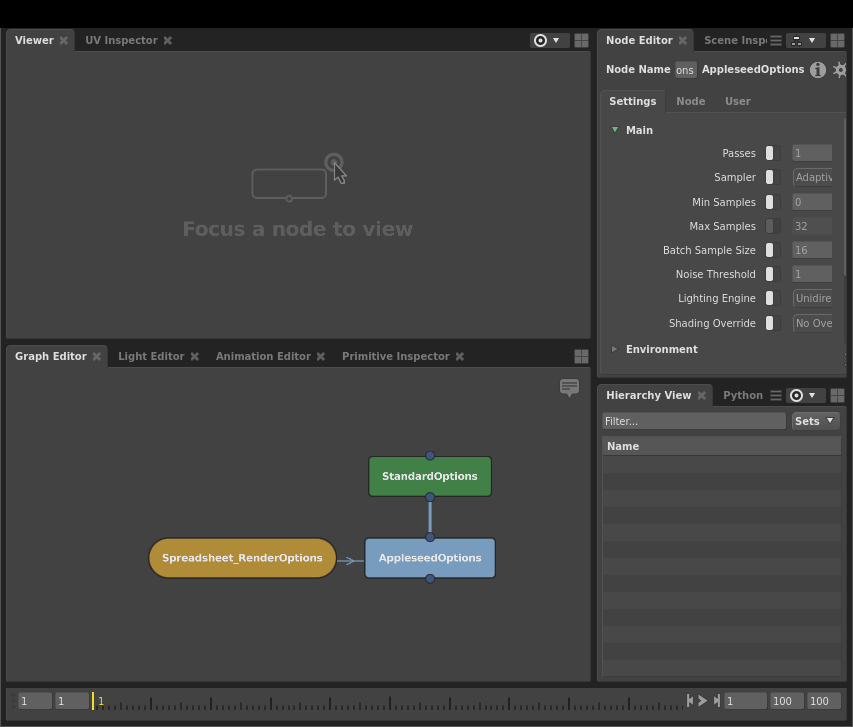 Viewer
UV Inspector
Focus a node to view
Graph Editor
Light Editor
Animation Editor
Primitive Inspector
StandardOptions
Spreadsheet_RenderOptions
AppleseedOptions
Node Editor
Scene Insp
Node Name ons AppleseedOptions
Settings
Node
User
Main
Passes 1
Sampler Adaptiv
Min Samples 0
Max Samples 32
Batch Sample Size 16
Noise Threshold 1
Lighting Engine Unidire
Shading Override No Ove
Environment
Hierarchy View
Python
Filter...
Sets
Name
1 1 1 1 100 100